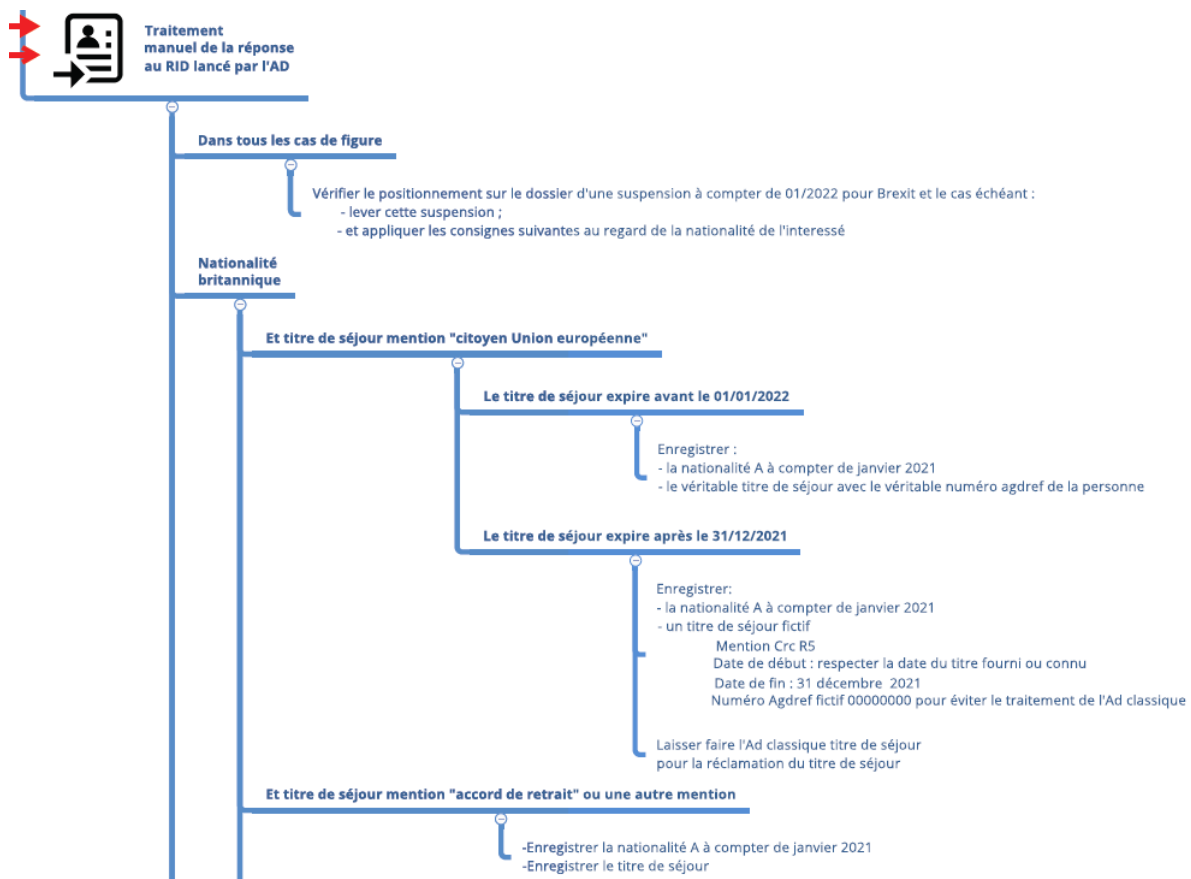 Traitement
manuel de la réponse
au RID lancé par l'AD
Dans tous les cas de figure
Vérifier le positionnement sur le dossier d'une suspension à compter de 01/2022 pour Brexit et le cas échéant :
- lever cette suspension ;
- et appliquer les consignes suivantes au regard de la nationalité de l'interessé
Nationalité
britannique
Et titre de séjour mention "citoyen Union européenne"
Le titre de séjour expire avant le 01/01/2022
Enregistrer :
- la nationalité A à compter de janvier 2021
- le véritable titre de séjour avec le véritable numéro agdref de la personne
Le titre de séjour expire après le 31/12/2021
Enregistrer:
- la nationalité A à compter de janvier 2021
- un titre de séjour fictif
Mention Crc R5
Date de début : respecter la date du titre fourni ou connu
Date de fin : 31 décembre 2021
Numéro Agdref fictif 00000000 pour éviter le traitement de l'Ad classique
Laisser faire l'Ad classique titre de séjour
pour la réclamation du titre de séjour
Et titre de séjour mention "accord de retrait" ou une autre mention
-Enregistrer la nationalité A à compter de janvier 2021
-Enregistrer le titre de séjour